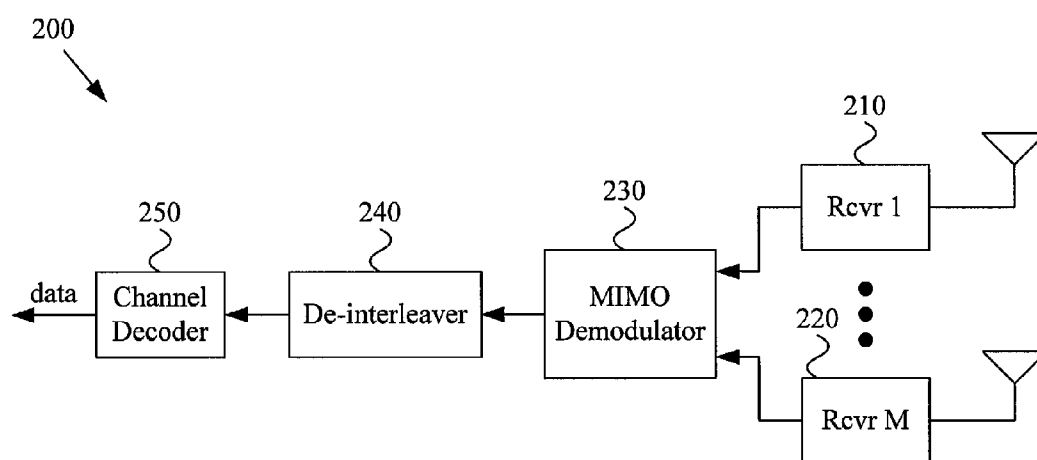 200
210
Rcvr 1
230
240
250
MIMO
Demodulator
De-interleaver
Channel
Decoder
data
220
Rcvr M